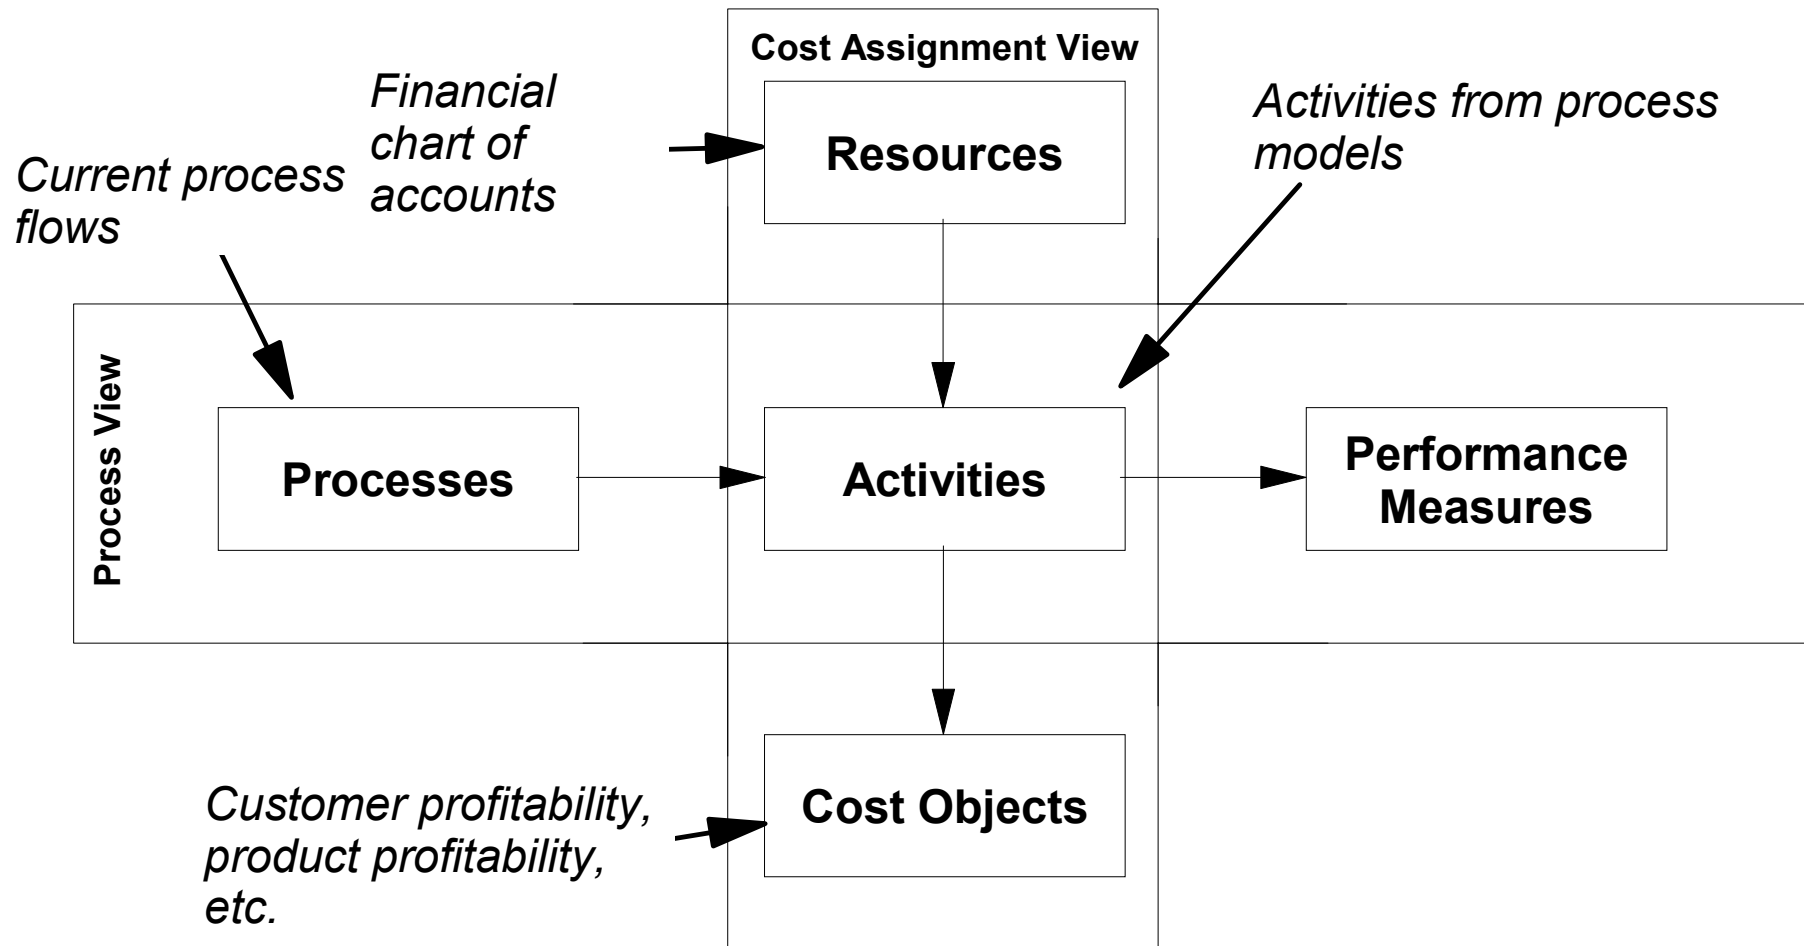 Cost Assignment View
Financial
chart of
accounts
Activities from process
models
Resources
Current process
flows
Process View
Processes
Activities
Performance
Measures
Customer profitability,
product profitability,
etc.
Cost Objects